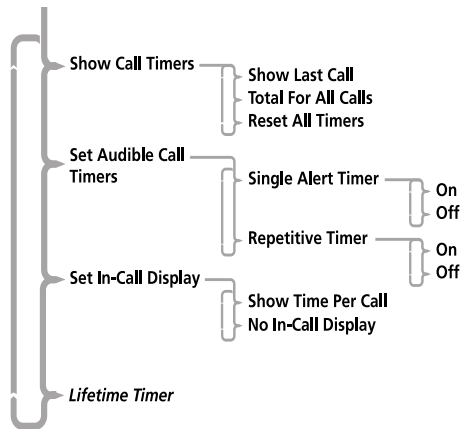 Show Call Timers
Show Last Call
Total For All Calls
Reset All Timers
Set Audible Call
Timers
Single Alert Timer
On
Off
Repetitive Timer
On
Off
Set In-Call Display
Show Time Per Call
No In-Call Display
Lifetime Timer